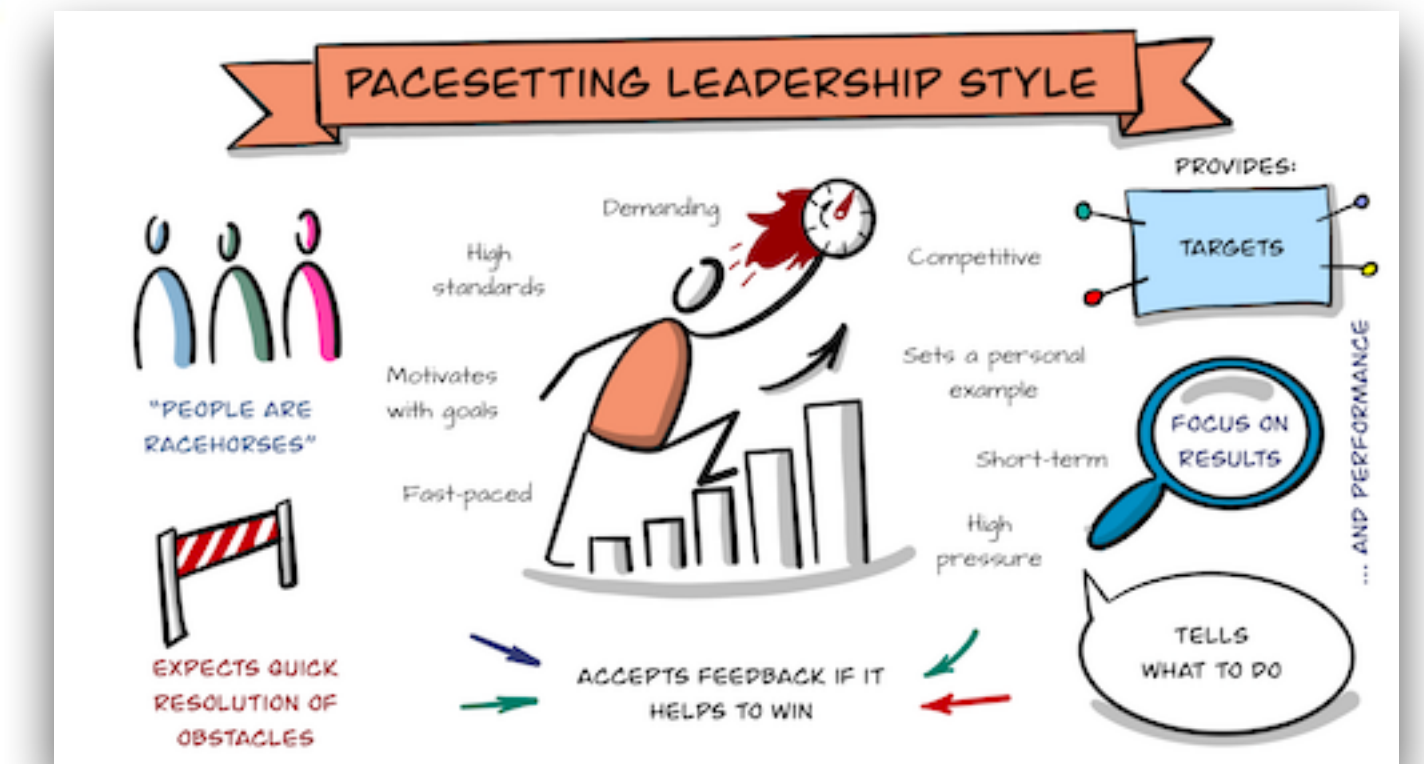 PACESETTING LEADERSHIP STYLE
"PEOPLE ARE
RACEHORSES"
EXPECTS QUICK
RESOLUTION OF
OBSTACLES
Demanding
High
standards
Motivates
with goals
Fast-paced
Competitive
Sets a personal
example
Short-term
High
pressure
ACCEPTS FEEDBACK IF IT
HELPS TO WIN
PROVIDES:
TARGETS
FOCUS ON
RESULTS
... AND PERFORMANCE
TELLS
WHAT TO DO